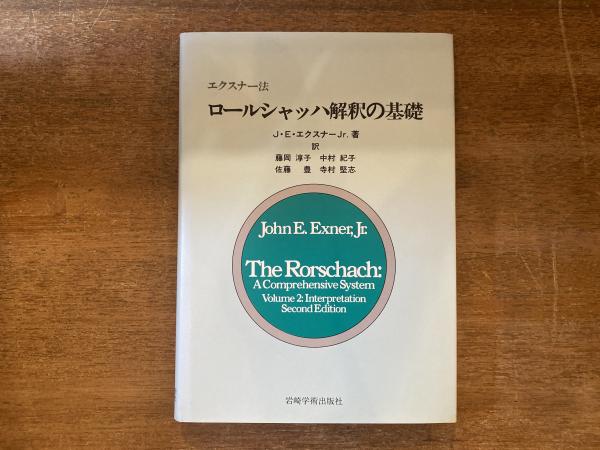 エクスナー法
ロールシャッハ解釈の基礎
J・E・エクスナーJr. 著
訳
藤岡 淳子 中村 紀子
佐藤 豊 寺村 堅志
John E. Exner, Jr.
The Rorschach:
A Comprehensive System
Volume 2: Interpretation
Second Edition
岩崎学術出版社